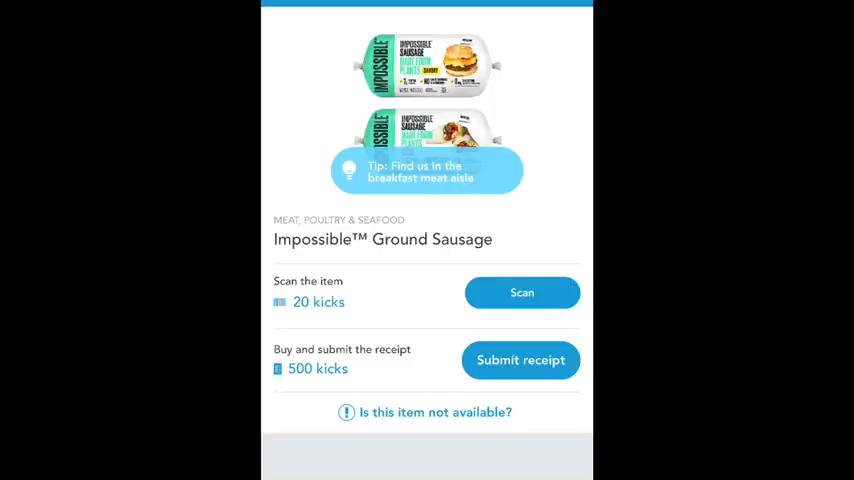 IMPOSSIBLE
IMPOSSIBLE
SAUSAGE
MADE FROM
PLANTS
SAVORY
IMPOSSIBLE
SAUSAGE
MADE FROM
PLANTS
Tip: Find us in the
breakfast meat aisle
MEAT, POULTRY & SEAFOOD
Impossible™ Ground Sausage
Scan the item
20 kicks
Scan
Buy and submit the receipt
500 kicks
Submit receipt
Is this item not available?